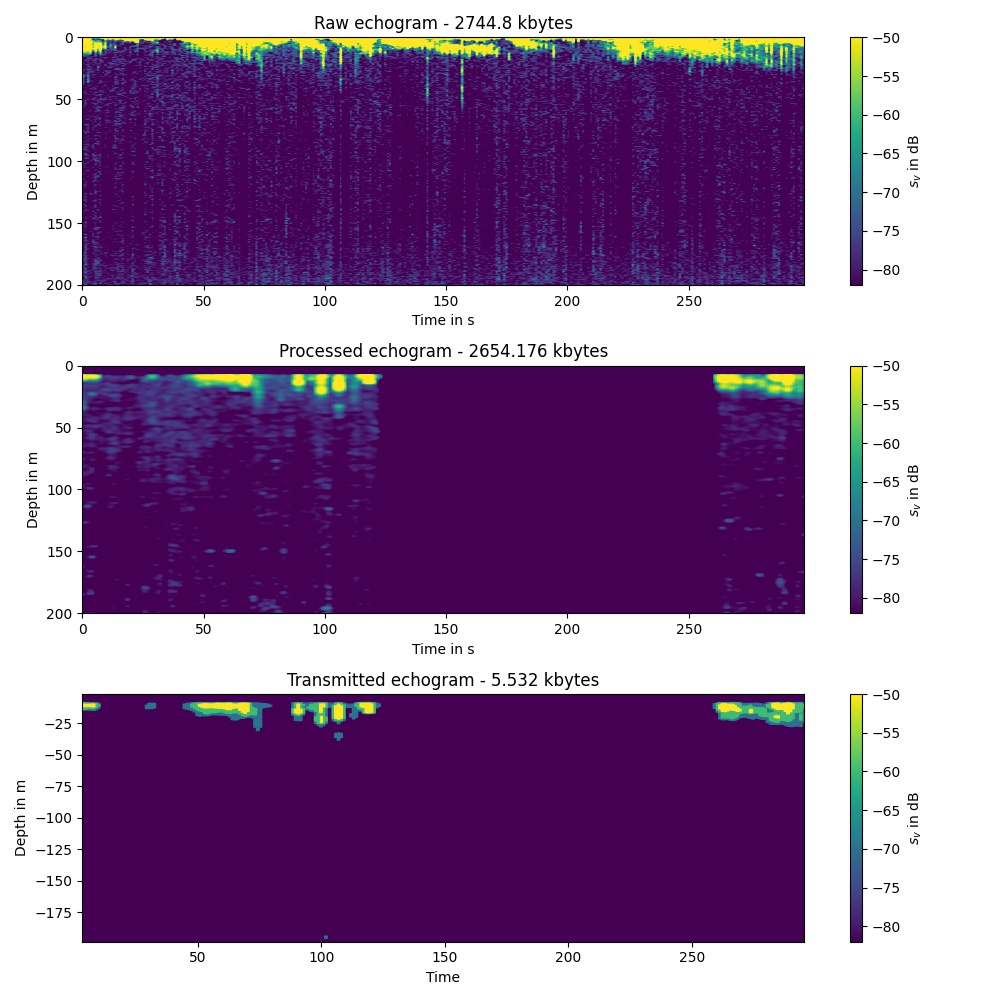 Raw echogram - 2744.8 kbytes
0
50
100
150
200
Depth in m
0 50 100 150 200 250
Time in s
−50
−55
−60
−65
−70
−75
−80
sᵥ in dB
Processed echogram - 2654.176 kbytes
0
50
100
150
200
Depth in m
0 50 100 150 200 250
Time in s
−50
−55
−60
−65
−70
−75
−80
sᵥ in dB
Transmitted echogram - 5.532 kbytes
−25
−50
−75
−100
−125
−150
−175
Depth in m
50 100 150 200 250
Time
−50
−55
−60
−65
−70
−75
−80
sᵥ in dB